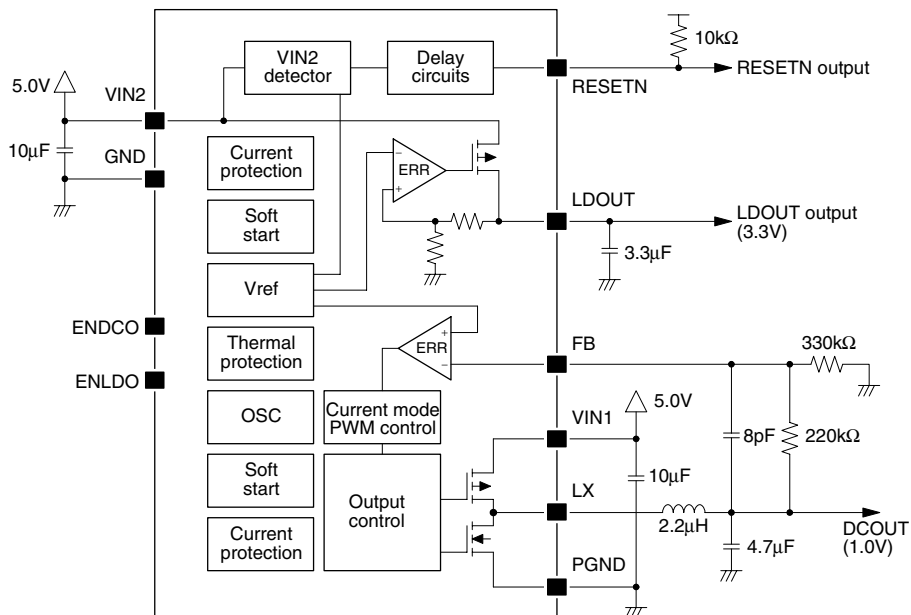 10kΩ
VIN2
detector
Delay
circuits
RESETN output
RESETN
5.0V
VIN2
10μF
GND
Current
protection
−
ERR
+
LDOUT
LDOUT output
(3.3V)
3.3μF
Soft
start
Vref
ENDCO
Thermal
protection
+
ERR
−
FB
330kΩ
ENLDO
OSC
Current mode
PWM control
VIN1
5.0V
8pF
220kΩ
10μF
Soft
start
Output
control
LX
2.2μH
DCOUT
(1.0V)
4.7μF
Current
protection
PGND